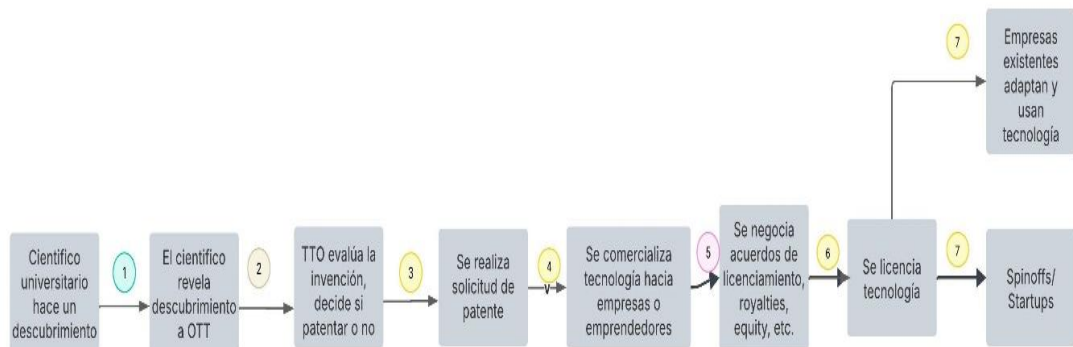 7
Empresas
existentes
adaptan y
usan
tecnología
Científico
universitario
hace un
descubrimiento
1
El científico
revela
descubrimiento
a OTT
2
TTO evalúa la
invención,
decide si
patentar o no
3
Se realiza
solicitud de
patente
4
v
Se comercializa
tecnología hacia
empresas o
emprendedores
5
Se negocia
acuerdos de
licenciamiento,
royalties,
equity, etc.
6
Se licencia
tecnología
7
Spinoffs/
Startups